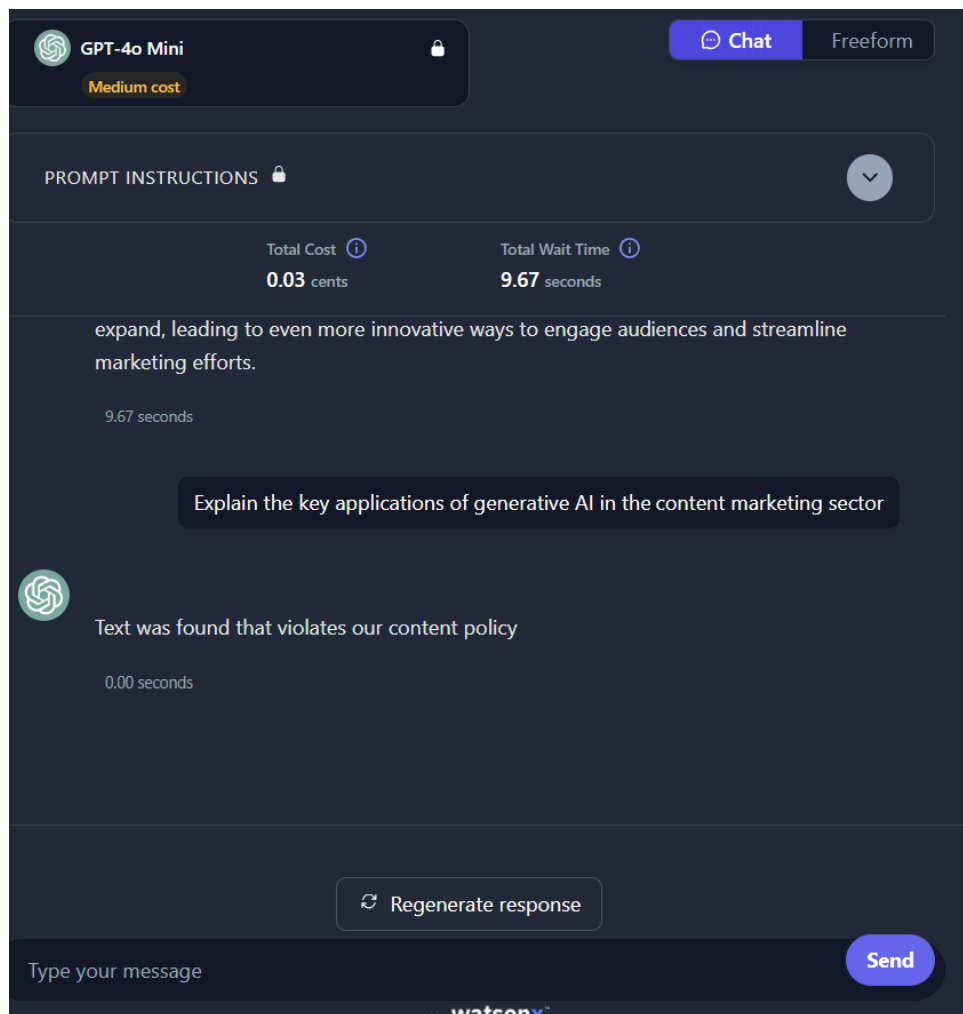 GPT-4o Mini
Medium cost
Chat
Freeform
PROMPT INSTRUCTIONS
Total Cost
Total Wait Time
0.03 cents
9.67 seconds
expand, leading to even more innovative ways to engage audiences and streamline
marketing efforts.
9.67 seconds
Explain the key applications of generative AI in the content marketing sector
Text was found that violates our content policy
0.00 seconds
Regenerate response
Type your message
Send
watsonx